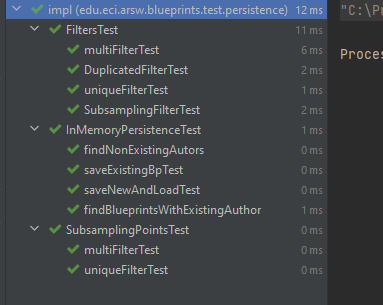 impl (edu.eci.arsw.blueprints.test.persistence) 12 ms
FiltersTest 11 ms
multiFilterTest 6 ms
DuplicatedFilterTest 2 ms
uniqueFilterTest 1 ms
SubsamplingFilterTest 2 ms
InMemoryPersistenceTest 1 ms
findNonExistingAutors 0 ms
saveExistingBpTest 0 ms
saveNewAndLoadTest 0 ms
findBlueprintsWithExistingAuthor 1 ms
SubsamplingPointsTest 0 ms
multiFilterTest 0 ms
uniqueFilterTest 0 ms
"C:\Pr
Proces